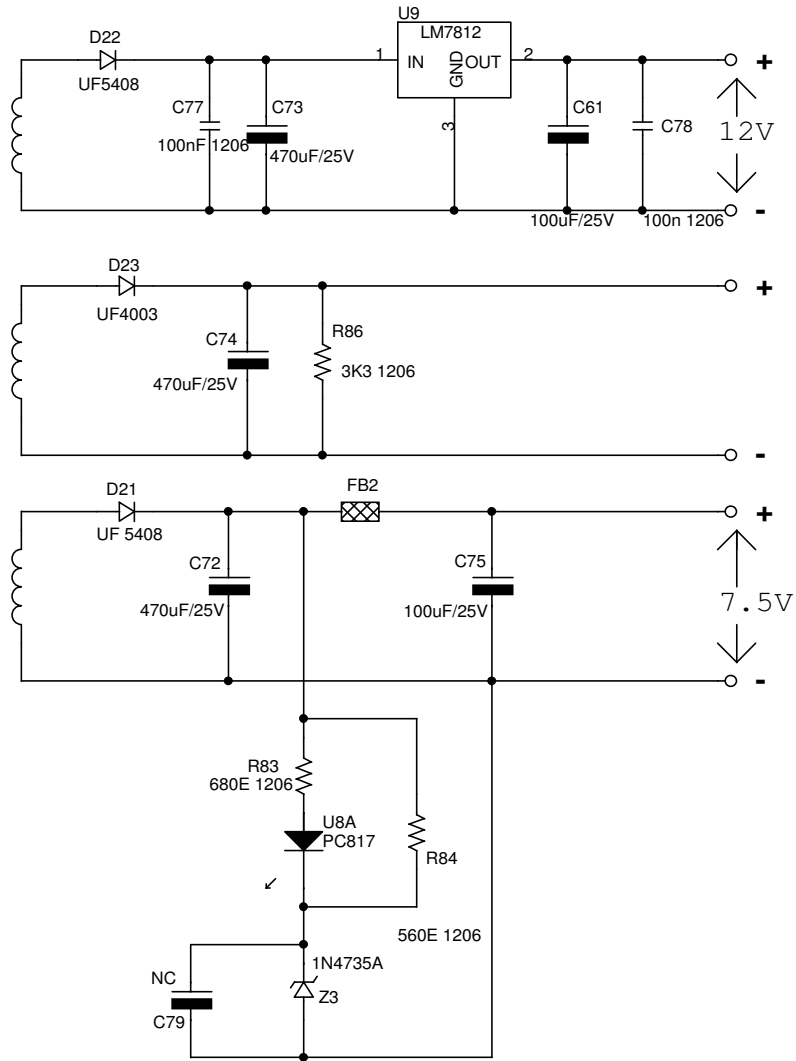 U9
LM7812
D22
1
IN
GND
OUT
2
3
UF5408
C77
C73
C61
C78
100nF 1206
470uF/25V
100uF/25V
100n 1206
+
12V
-
D23
UF4003
C74
R86
470uF/25V
3K3 1206
+
-
D21
FB2
UF 5408
C72
C75
470uF/25V
100uF/25V
+
7.5V
-
R83
680E 1206
U8A
PC817
R84
560E 1206
1N4735A
NC
Z3
C79